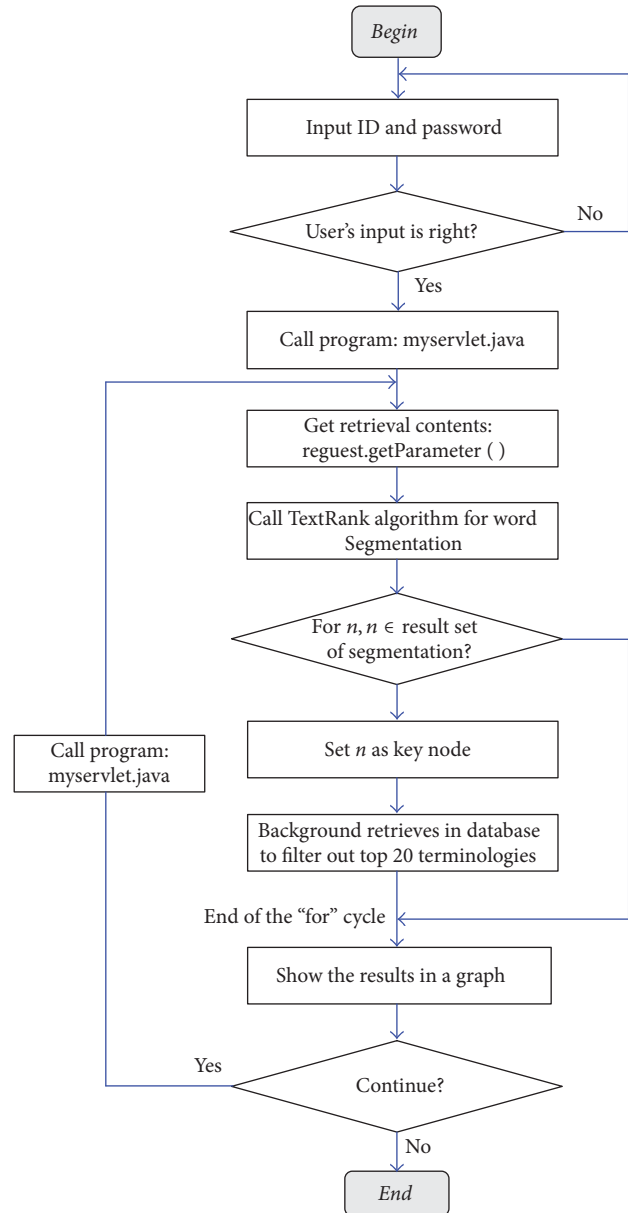 Begin
Input ID and password
User's input is right?
No
Yes
Call program: myservlet.java
Get retrieval contents:
reguest.getParameter ( )
Call TextRank algorithm for word
Segmentation
For n, n ∈ result set
of segmentation?
Set n as key node
Call program:
myservlet.java
Background retrieves in database
to filter out top 20 terminologies
End of the “for” cycle
Show the results in a graph
Yes
Continue?
No
End